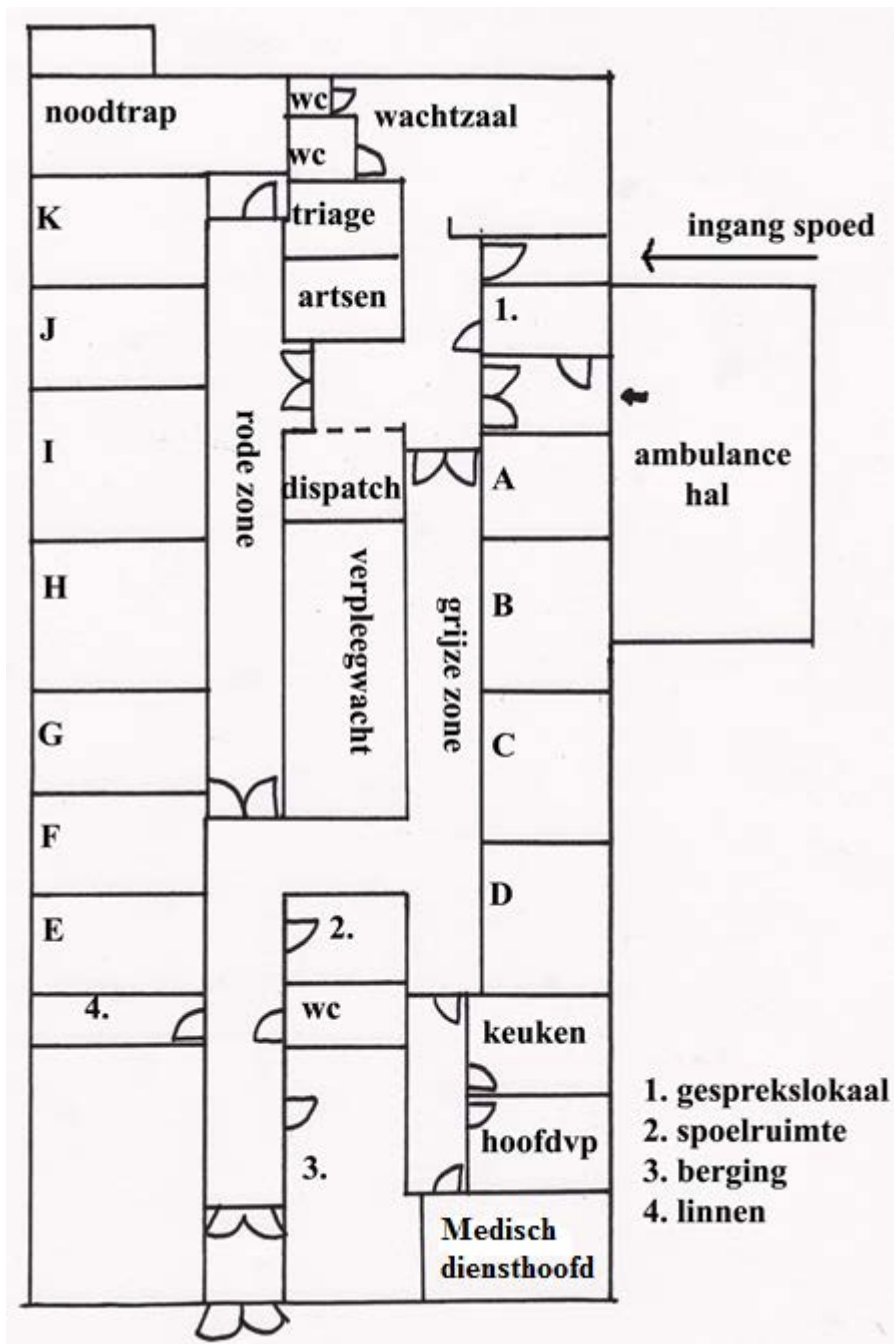 noodtrap
wc
wachtzaal
wc
K
triage
ingang spoed
artsen
1.
J
rode zone
I
dispatch
A
ambulance
hal
H
verpleegwacht
grijze zone
B
G
C
F
E
2.
D
4.
wc
keuken
hoofdvp
3.
Medisch
diensthoofd
1. gesprekslokaal
2. spoelruimte
3. berging
4. linnen